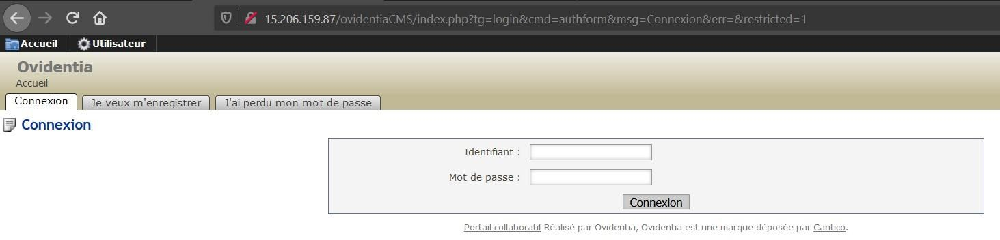 15.206.159.87/ovidentiaCMS/index.php?tg=login&cmd=authform&msg=Connexion&err=&restricted=1
Accueil Utilisateur
Ovidentia
Accueil
Connexion Je veux m'enregistrer J'ai perdu mon mot de passe
Connexion
Identifiant :
Mot de passe :
Connexion
Portail collaboratif Réalisé par Ovidentia, Ovidentia est une marque déposée par Cantico.